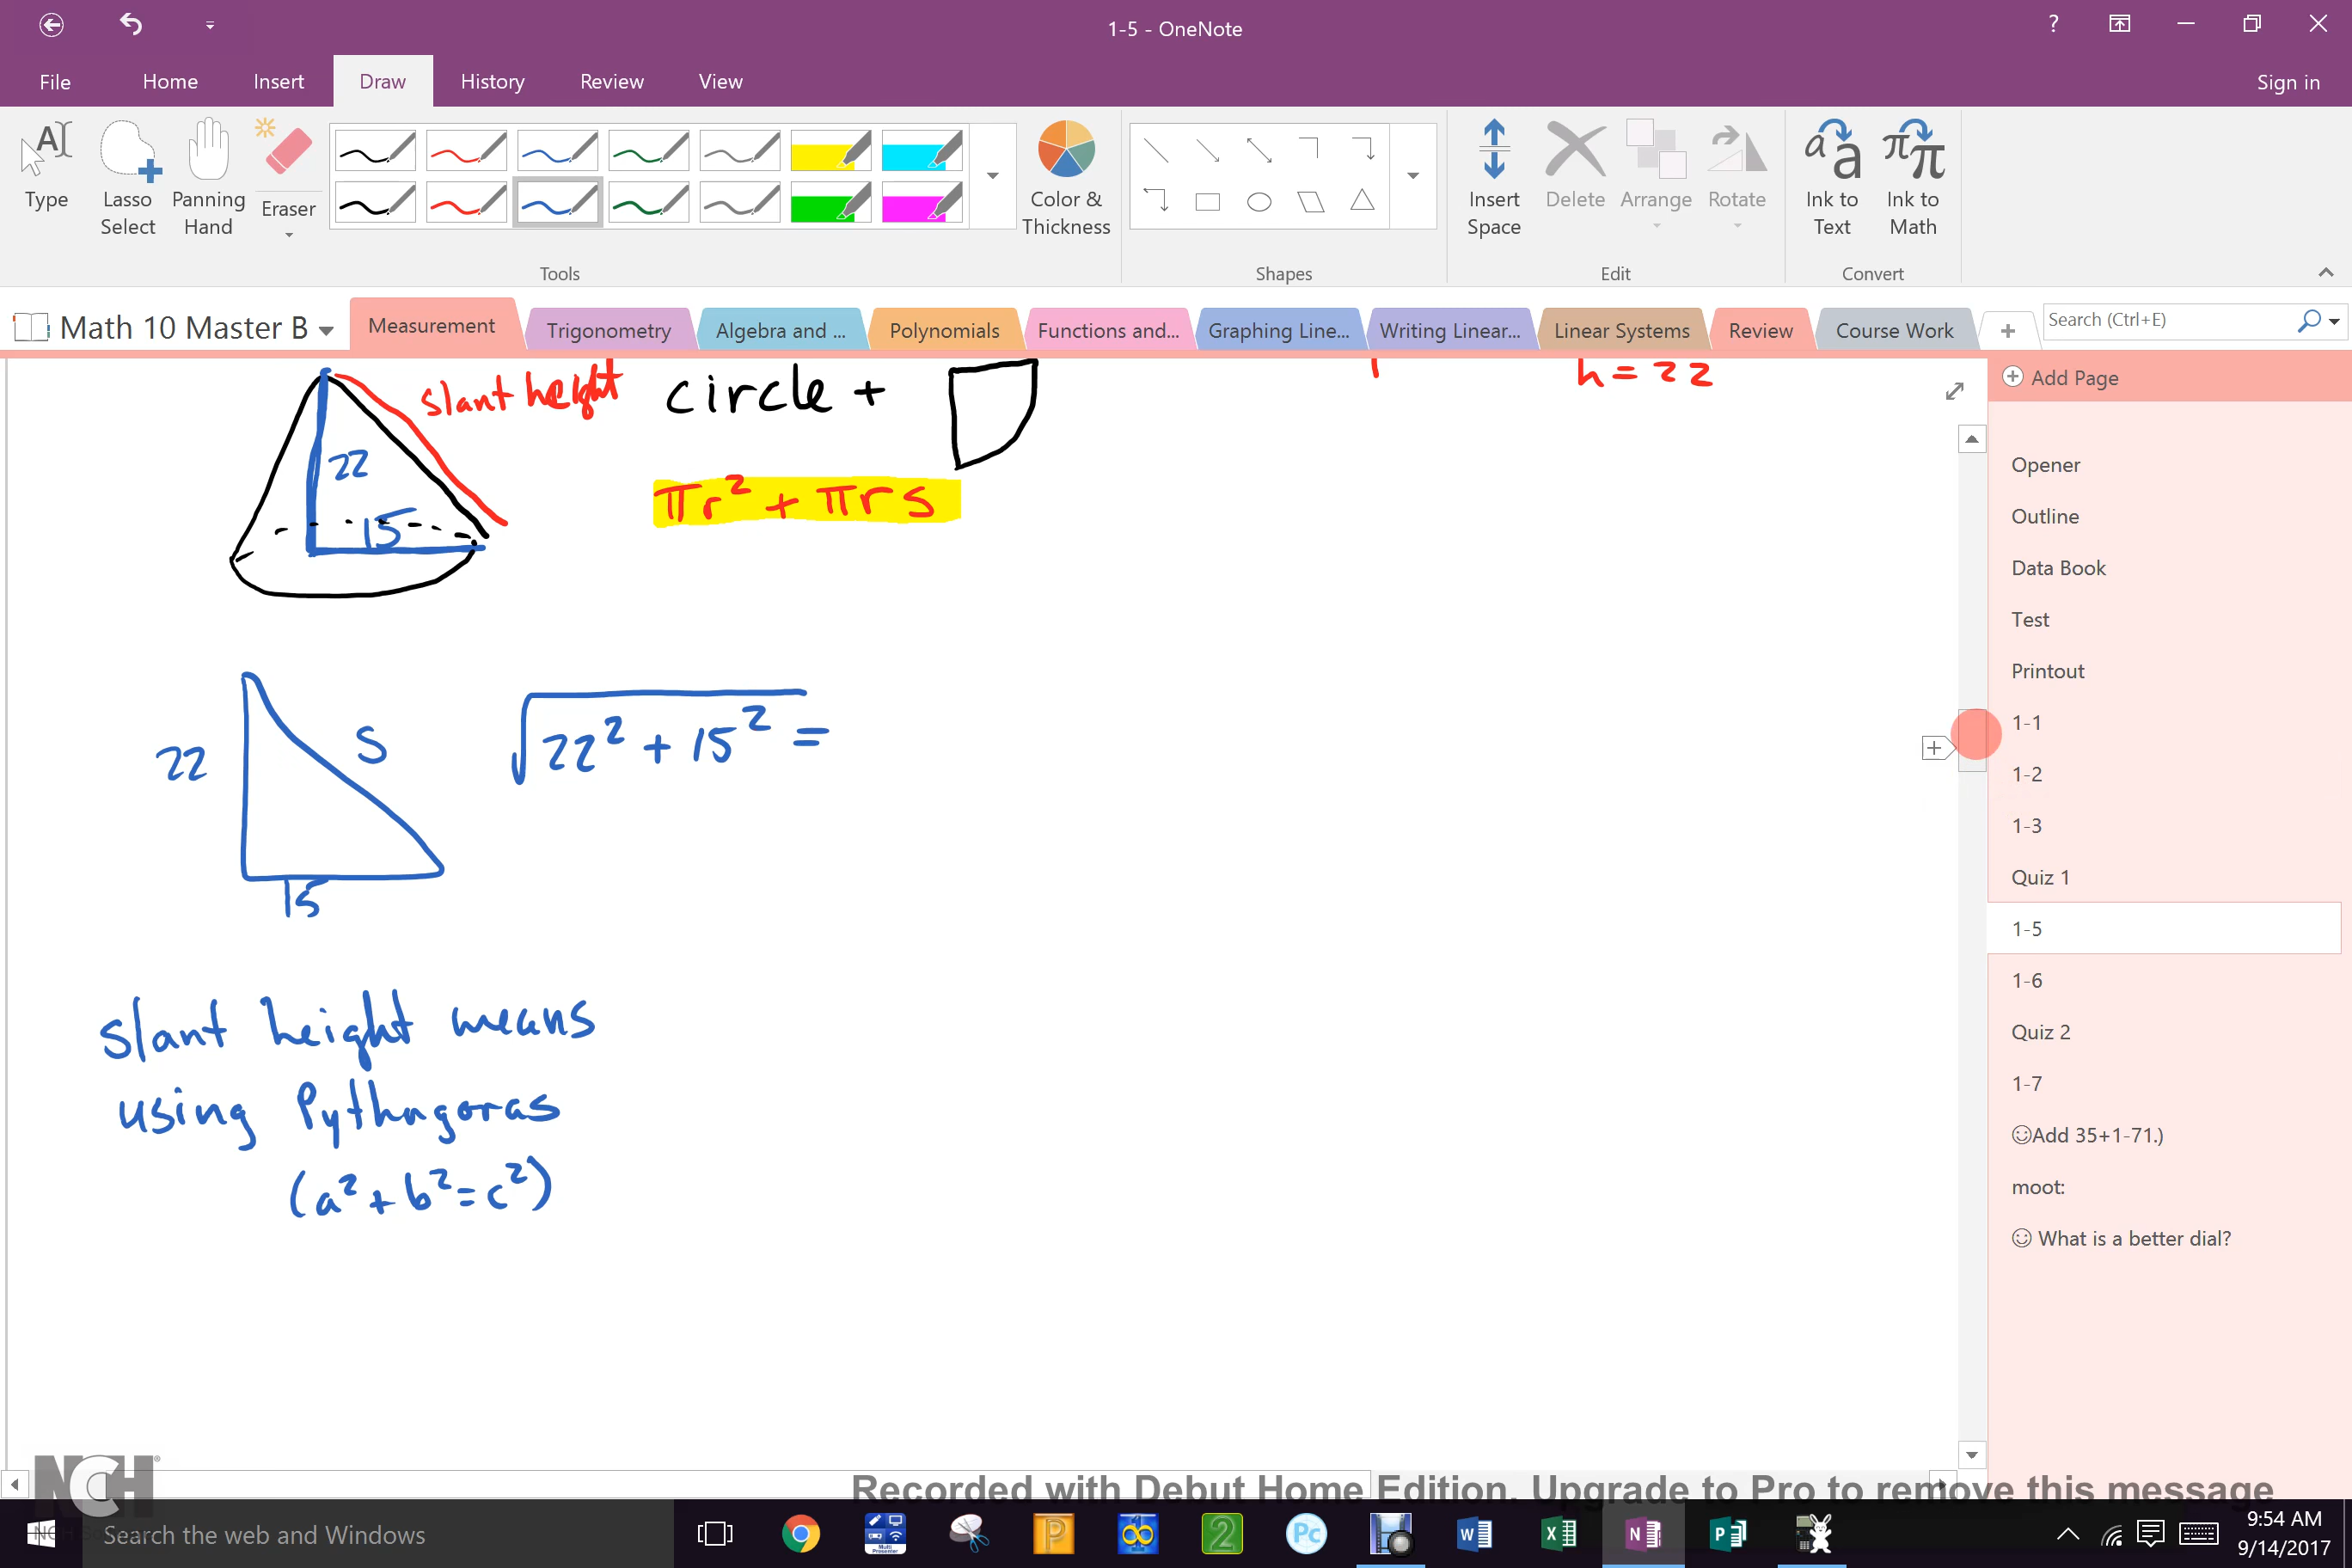 1-5 - OneNote
?
File Home Insert Draw History Review View Sign in
Type
Lasso Select
Panning Hand
Eraser
Color & Thickness
Insert Space
Delete
Arrange
Rotate
Ink to Text
Ink to Math
Tools
Shapes
Edit
Convert
Math 10 Master B
Measurement
Trigonometry
Algebra and ...
Polynomials
Functions and...
Graphing Line...
Writing Linear...
Linear Systems
Review
Course Work
Search (Ctrl+E)
slant height
circle +
h = 22
22
15
πr² + πrs
22
s
15
√22² + 15² =
slant height means
using Pythagoras
(a² + b² = c²)
Add Page
Opener
Outline
Data Book
Test
Printout
1-1
1-2
1-3
Quiz 1
1-5
1-6
Quiz 2
1-7
☺Add 35+1-71.)
moot:
☺ What is a better dial?
NCH
Recorded with Debut Home Edition. Upgrade to Pro to remove this message
Search the web and Windows
9:54 AM
9/14/2017